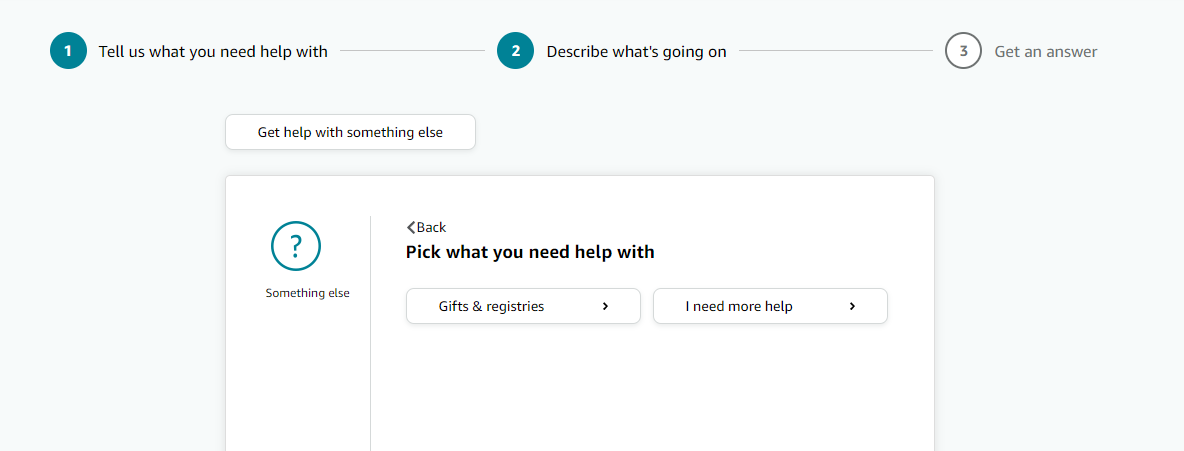 1 Tell us what you need help with 2 Describe what's going on 3 Get an answer
Get help with something else
?
Something else
Back
Pick what you need help with
Gifts & registries
I need more help